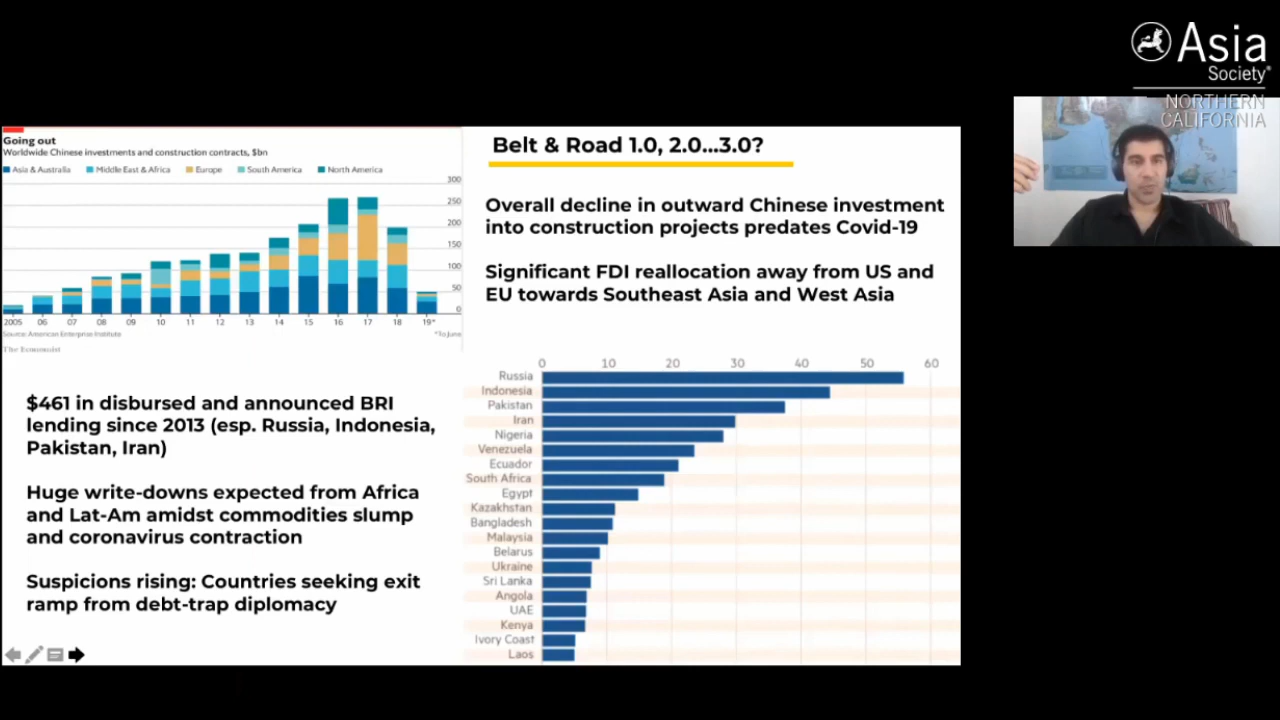 Asia
Society
NORTHERN
CALIFORNIA
Going out
Worldwide Chinese investments and construction contracts, $bn
Asia & Australia Middle East & Africa Europe South America North America
300
250
200
150
100
50
0
2005 06 07 08 09 10 11 12 13 14 15 16 17 18 19*
Source: American Enterprise Institute *To June
The Economist
Belt & Road 1.0, 2.0...3.0?
Overall decline in outward Chinese investment
into construction projects predates Covid-19
Significant FDI reallocation away from US and
EU towards Southeast Asia and West Asia
$461 in disbursed and announced BRI
lending since 2013 (esp. Russia, Indonesia,
Pakistan, Iran)
Huge write-downs expected from Africa
and Lat-Am amidst commodities slump
and coronavirus contraction
Suspicions rising: Countries seeking exit
ramp from debt-trap diplomacy
0 10 20 30 40 50 60
Russia
Indonesia
Pakistan
Iran
Nigeria
Venezuela
Ecuador
South Africa
Egypt
Kazakhstan
Bangladesh
Malaysia
Belarus
Ukraine
Sri Lanka
Angola
UAE
Kenya
Ivory Coast
Laos